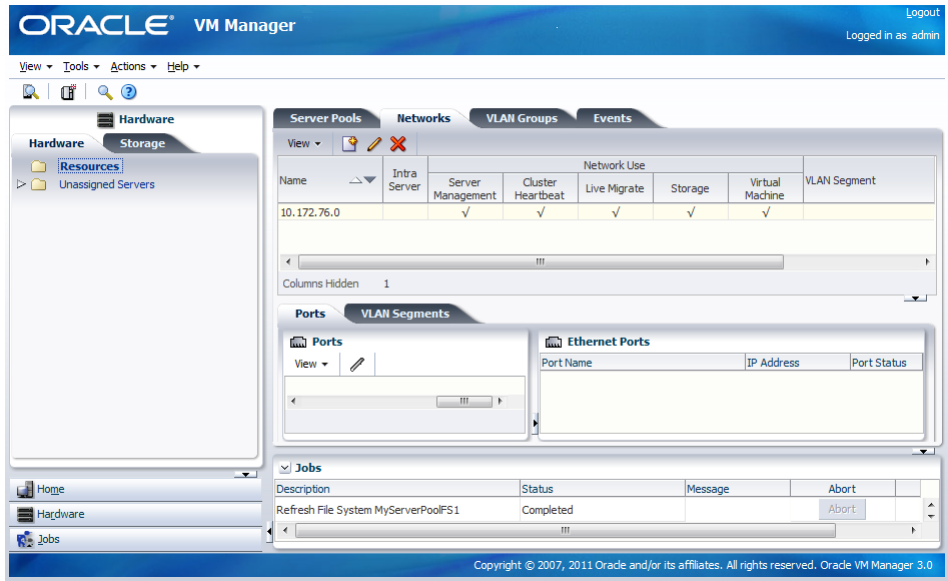 ORACLE® VM Manager
Logout
Logged in as admin
View Tools Actions Help
Hardware
Hardware Storage
Resources
Unassigned Servers
Home
Hardware
Jobs
Server Pools Networks VLAN Groups Events
View
Name Intra Server Network Use VLAN Segment
Server Management Cluster Heartbeat Live Migrate Storage Virtual Machine
10.172.76.0 √ √ √ √ √
Columns Hidden 1
Ports VLAN Segments
Ports
View
Ethernet Ports
Port Name IP Address Port Status
Jobs
Description Status Message Abort
Refresh File System MyServerPoolFS1 Completed Abort
Copyright © 2007, 2011 Oracle and/or its affiliates. All rights reserved. Oracle VM Manager 3.0